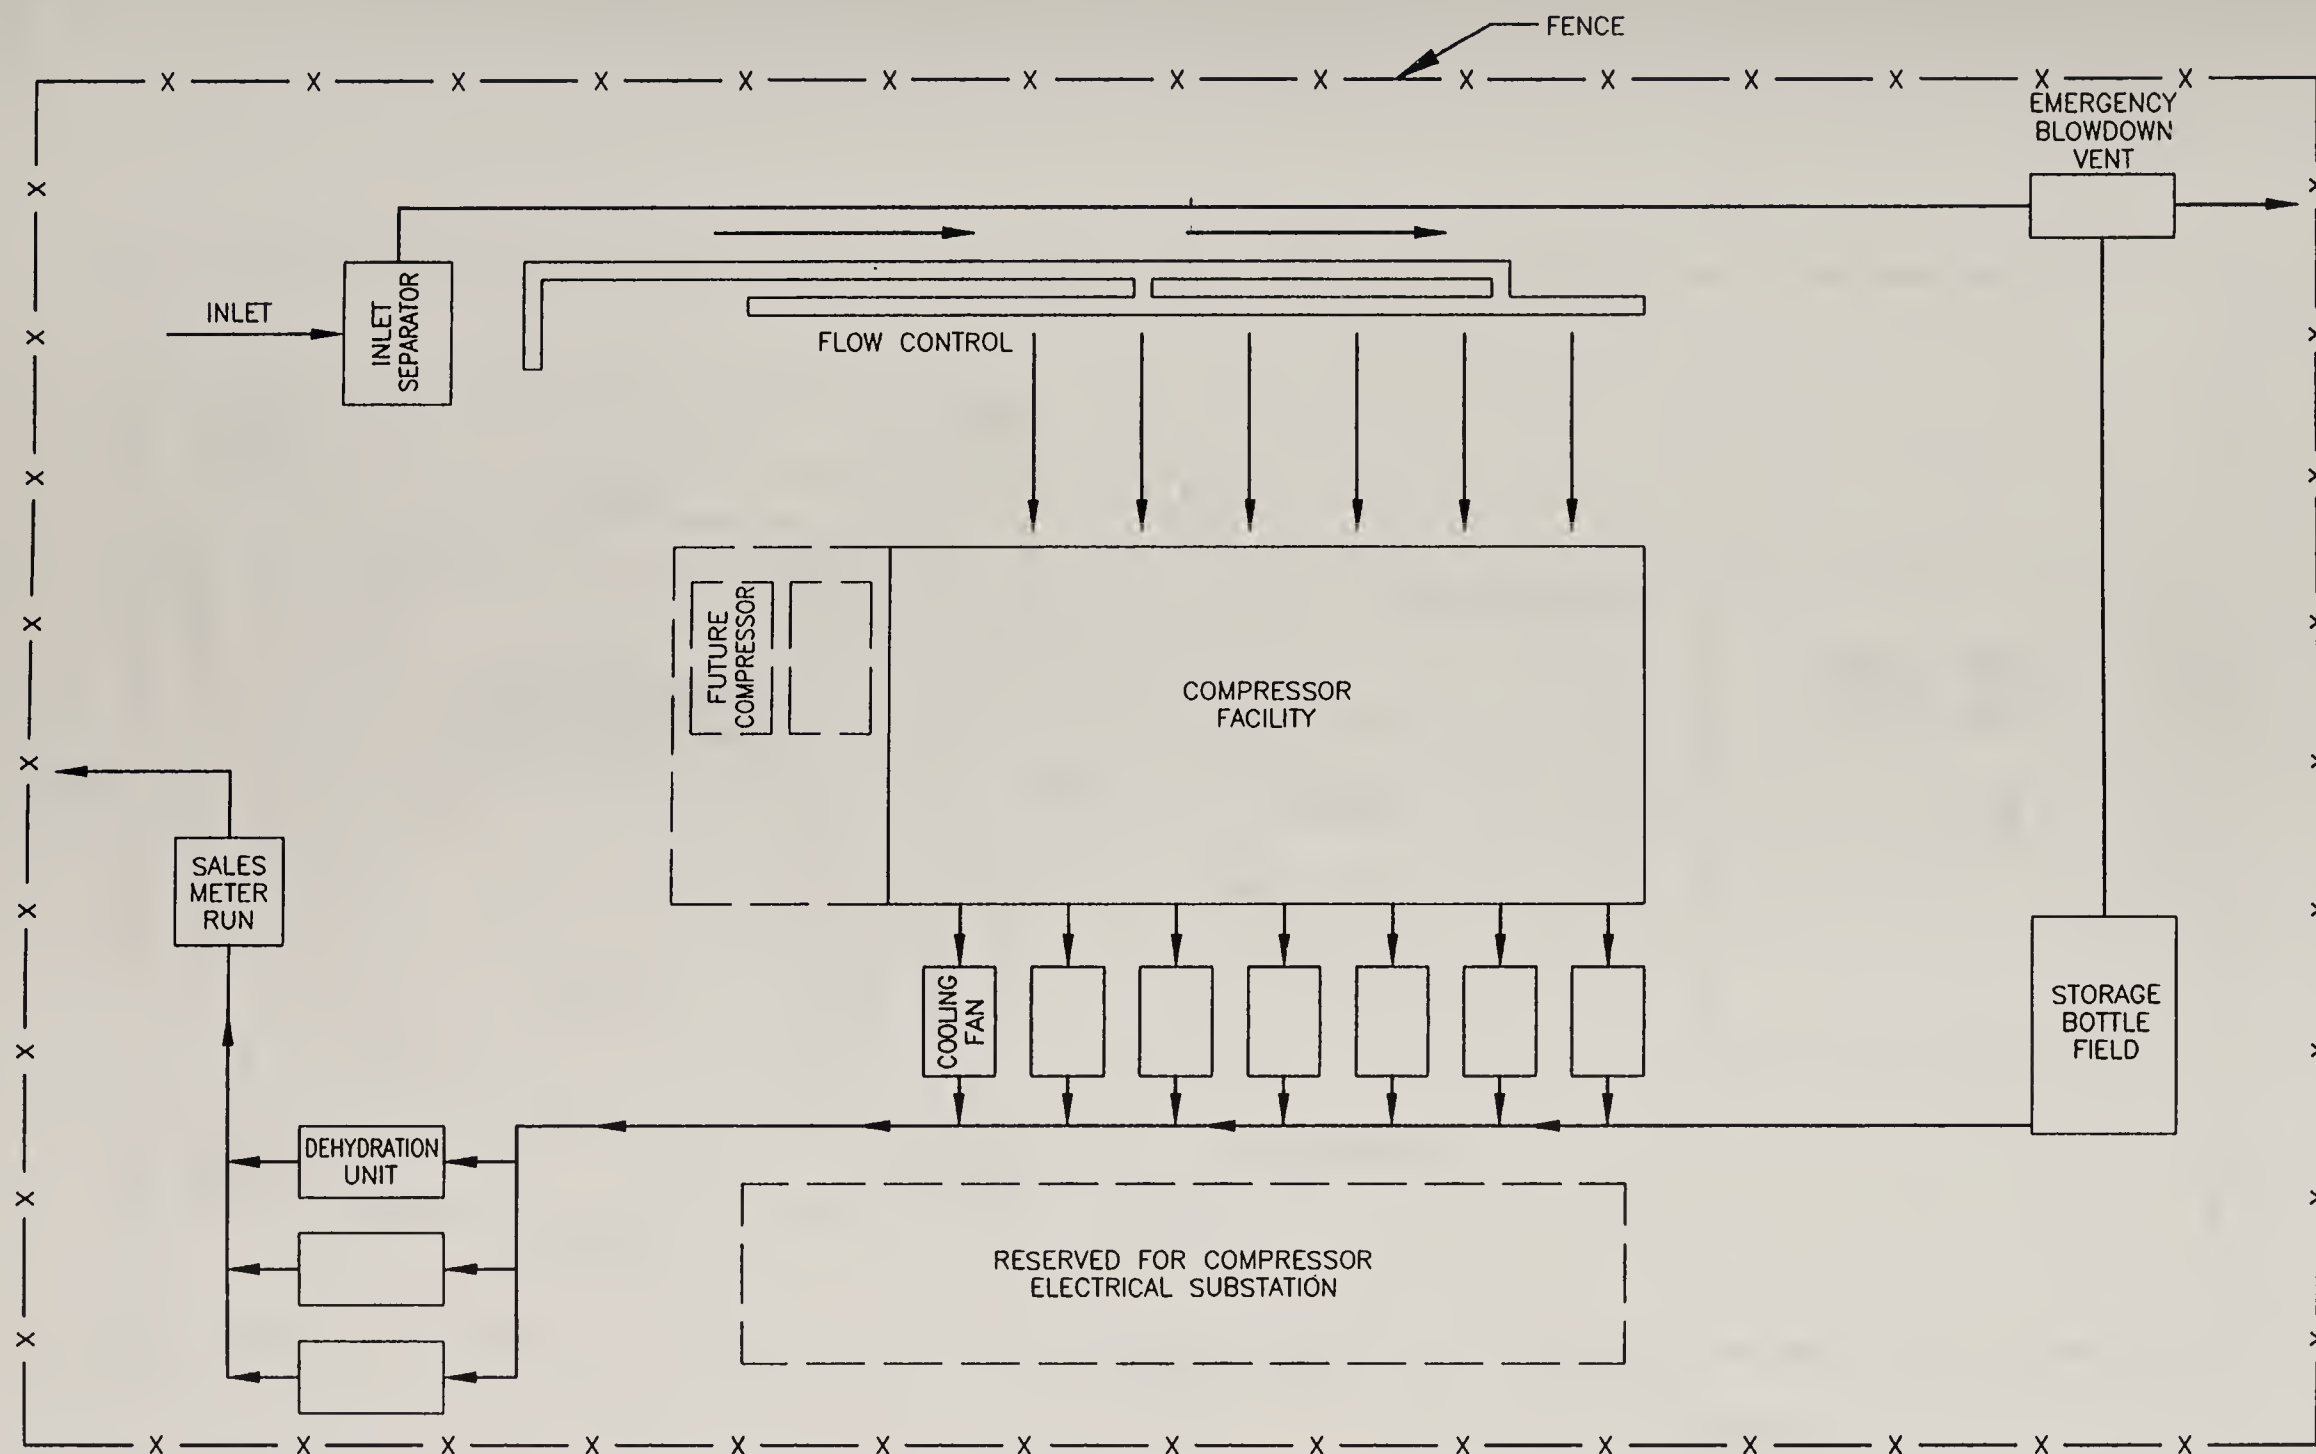 FENCE
EMERGENCY
BLOWDOWN
VENT
INLET
INLET
SEPARATOR
FLOW CONTROL
FUTURE
COMPRESSOR
COMPRESSOR
FACILITY
SALES
METER
RUN
COOLING
FAN
STORAGE
BOTTLE
FIELD
DEHYDRATION
UNIT
RESERVED FOR COMPRESSOR
ELECTRICAL SUBSTATION